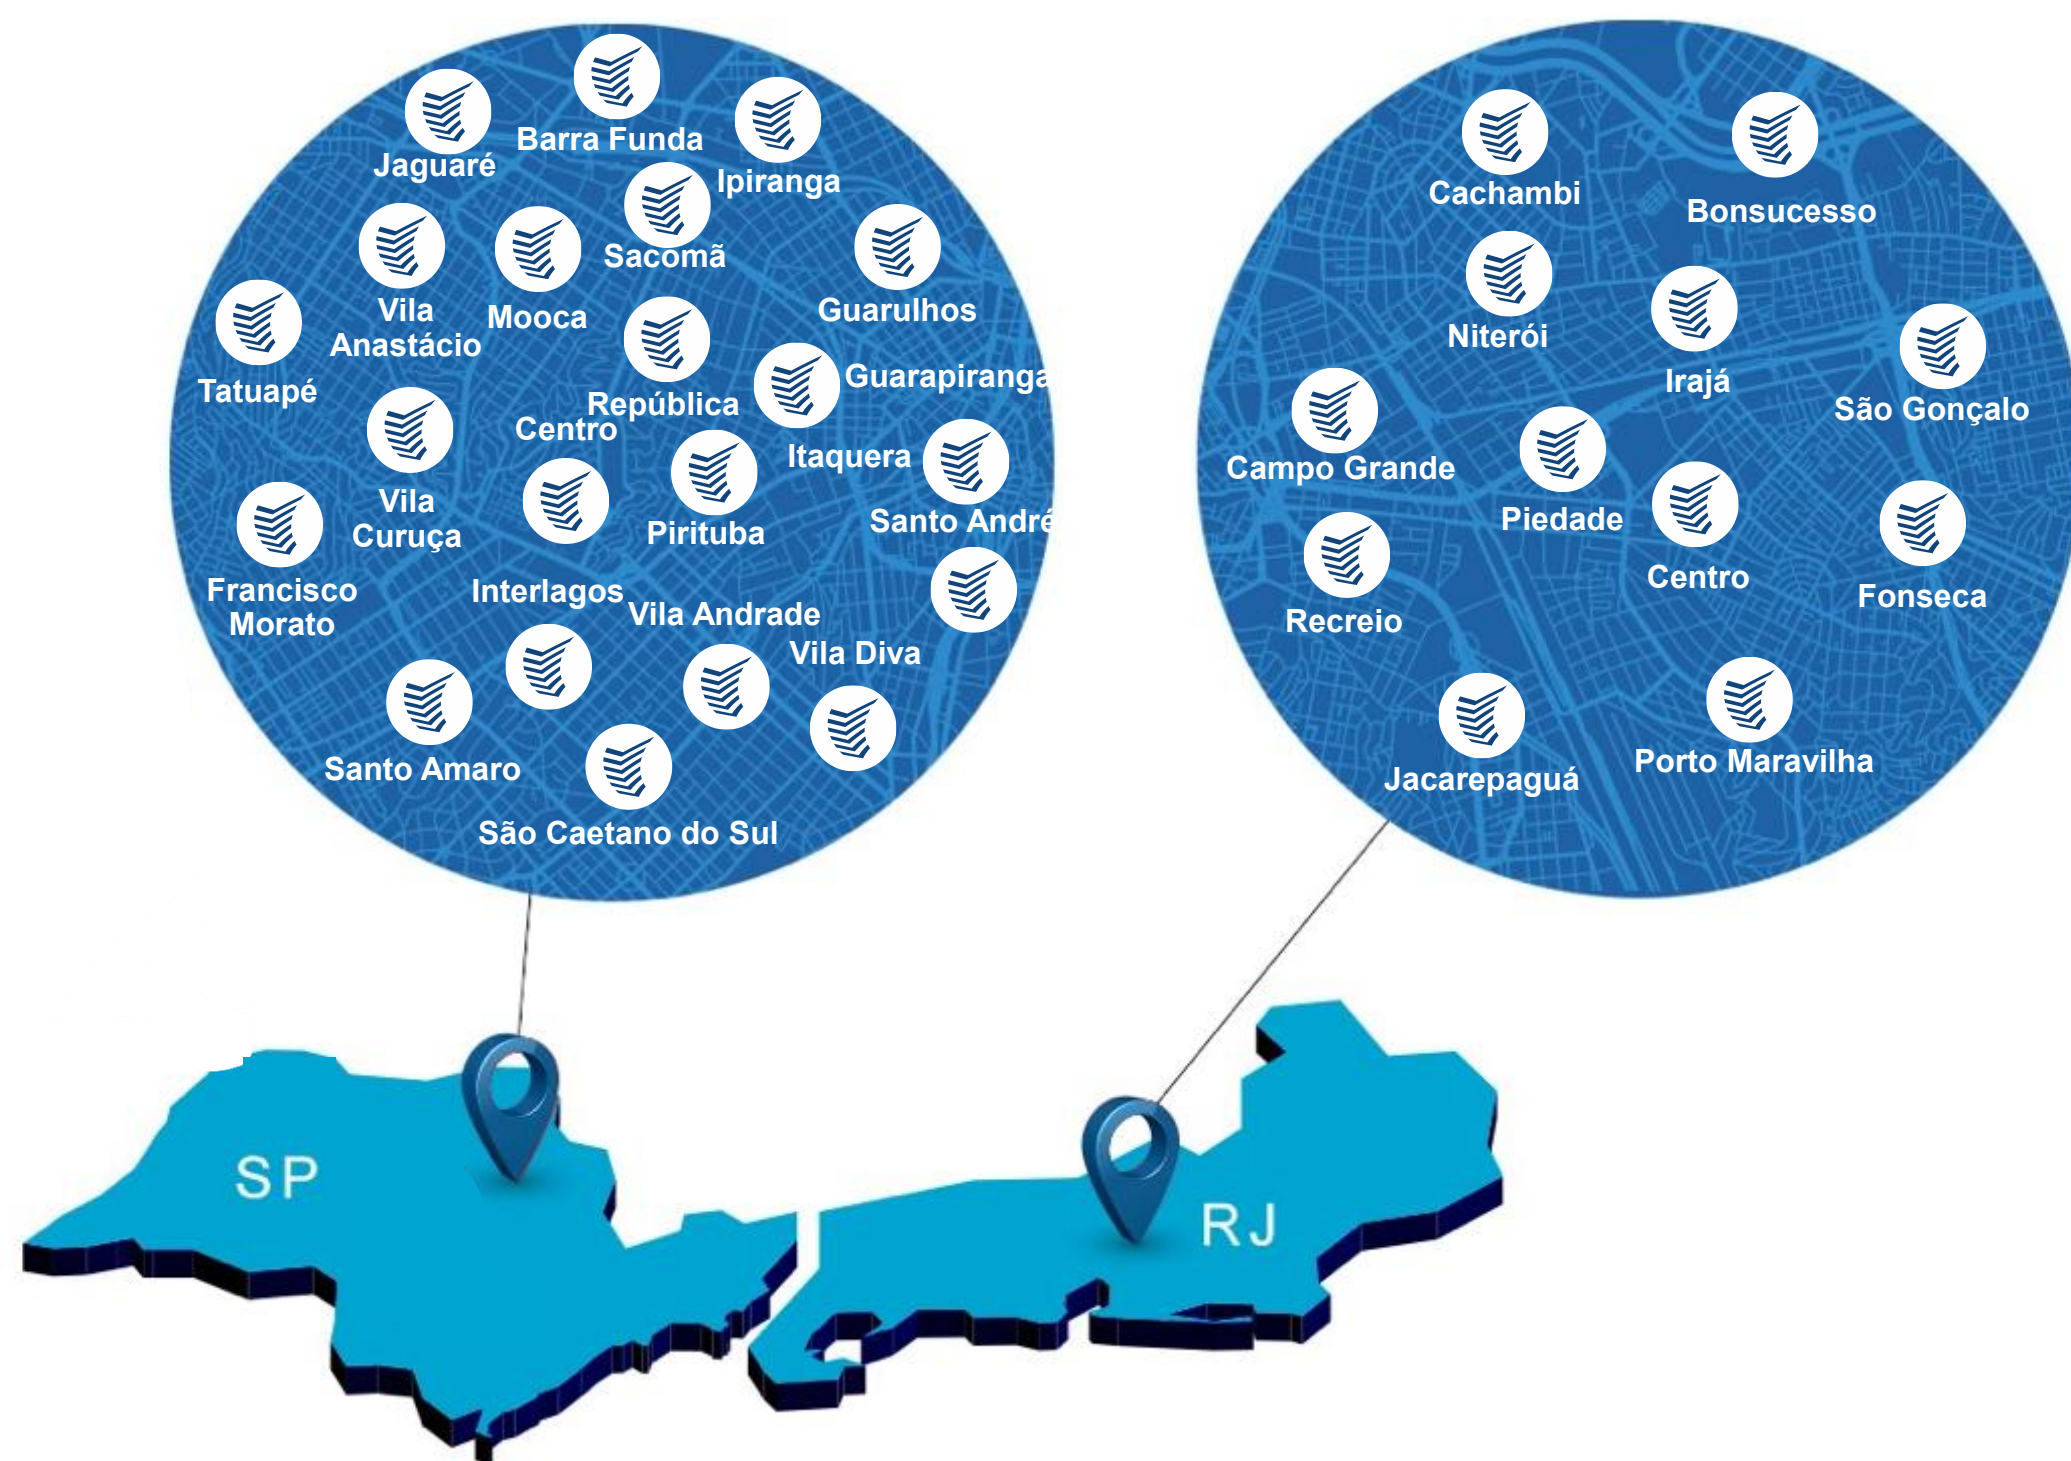 Barra Funda
Jaguaré
Ipiranga
Sacomã
Vila
Anastácio
Mooca
Guarulhos
Tatuapé
República
Guarapiranga
Centro
Itaquera
Vila
Curuça
Pirituba
Santo André
Francisco
Morato
Interlagos
Vila Andrade
Vila Diva
Santo Amaro
São Caetano do Sul
Cachambi
Bonsucesso
Niterói
Irajá
São Gonçalo
Campo Grande
Piedade
Centro
Fonseca
Recreio
Porto Maravilha
Jacarepaguá
SP
RJ